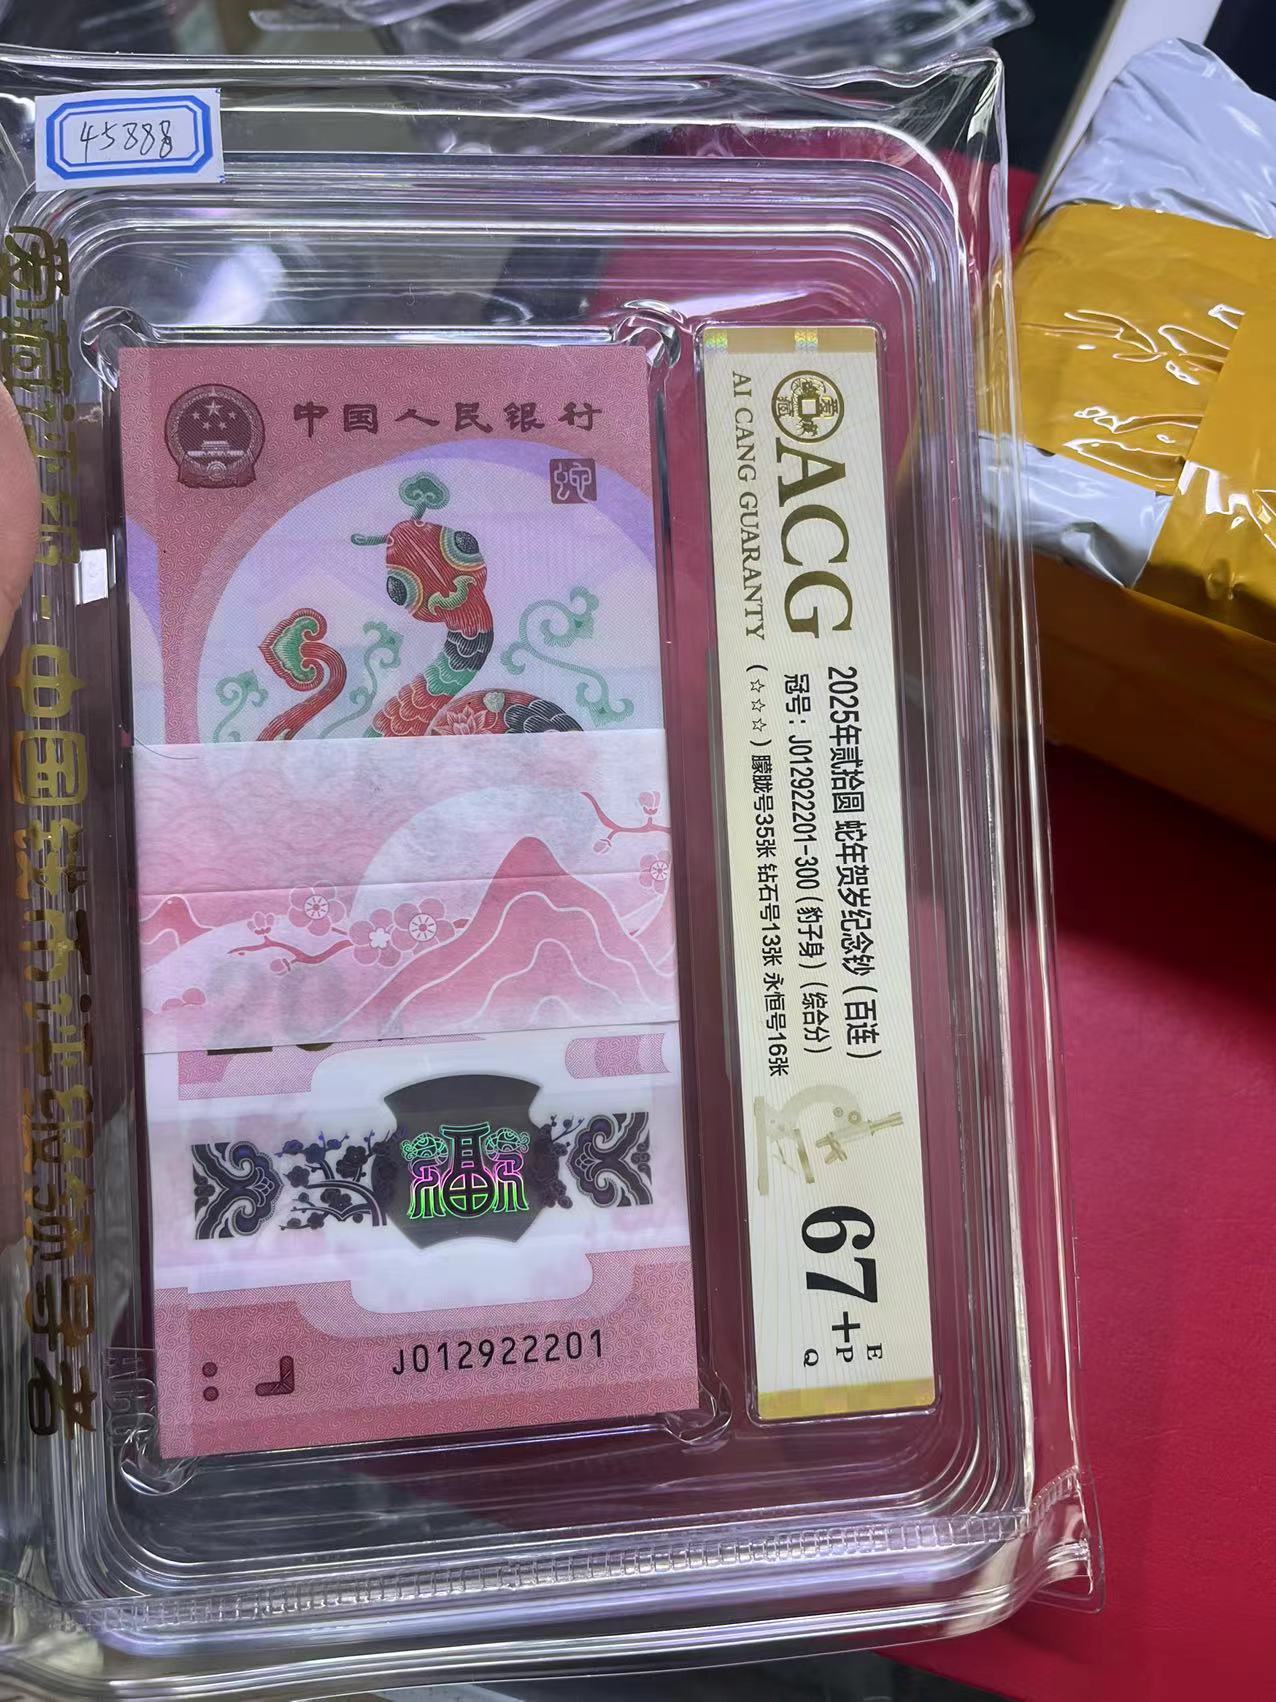 45888
爱藏评级-中国钱币评级领导者
中国人民银行
J012922201
ACG
AI CANG GUARANTY
2025年贰拾圆 蛇年贺岁纪念钞（百连）
冠号：J012922201-300（豹子身）（综合分）
（☆☆☆）朦胧号35张 钻石号13张 永恒号16张
67+
E
P
Q